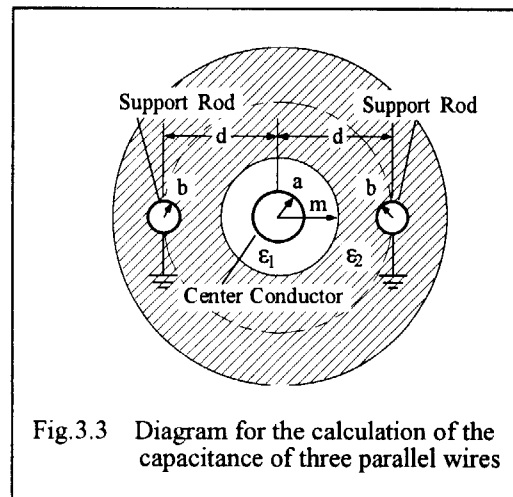 Support Rod Support Rod
d d
b a b
m
ε1 ε2
Center Conductor
Fig.3.3 Diagram for the calculation of the
capacitance of three parallel wires